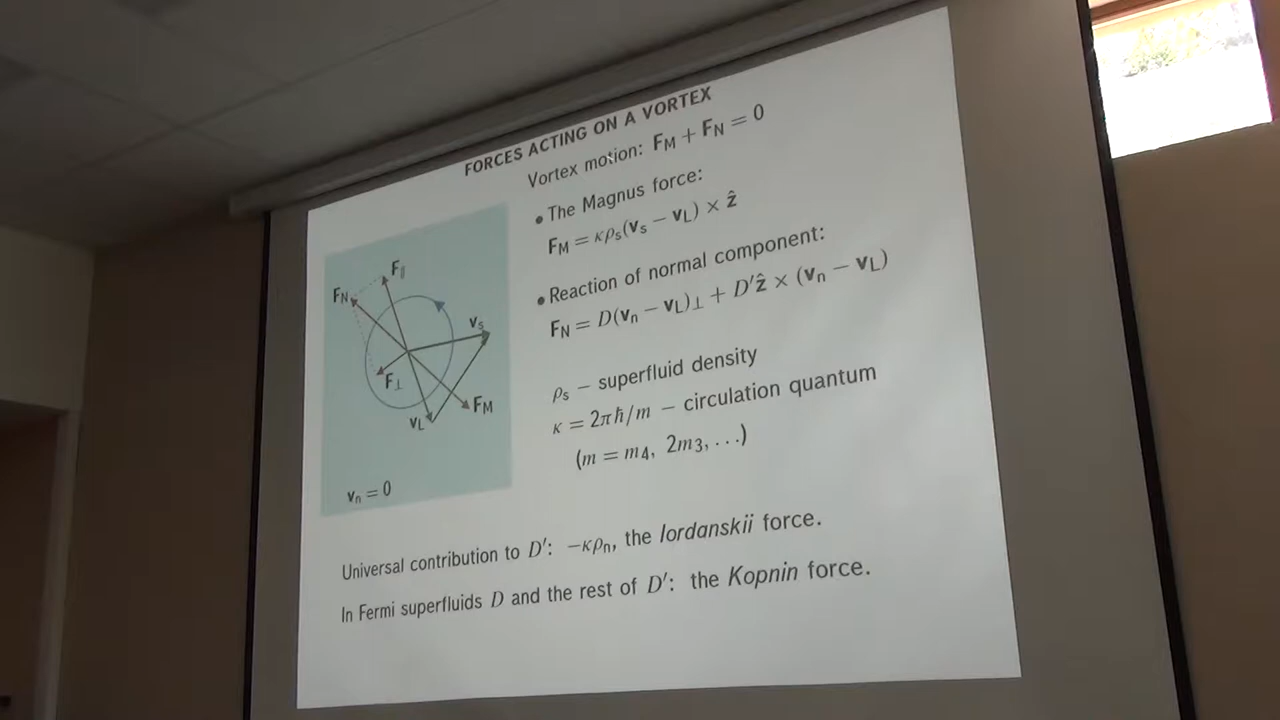 FORCES ACTING ON A VORTEX
Vortex motion: F_M + F_N = 0
• The Magnus force:
F_M = κρ_s(v_s − v_L) × ẑ
• Reaction of normal component:
F_N = D(v_n − v_L)_⊥ + D′ẑ × (v_n − v_L)
F_∥
F_N
v_s
F_⊥
F_M
v_L
v_n = 0
ρ_s − superfluid density
κ = 2πħ/m − circulation quantum
(m = m_4, 2m_3, ...)
Universal contribution to D′: −κρ_n, the Iordanskii force.
In Fermi superfluids D and the rest of D′: the Kopnin force.